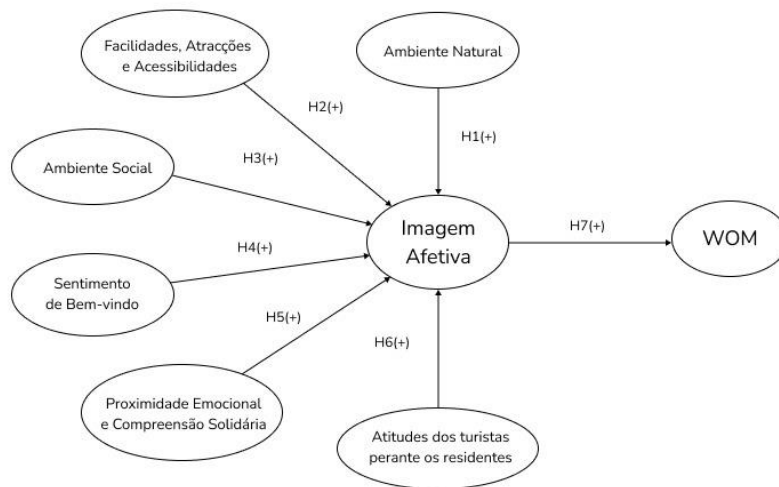 Facilidades, Atracções
e Acessibilidades
Ambiente Natural
H2(+)
H1(+)
H3(+)
Ambiente Social
Imagem
Afetiva
H7(+)
WOM
H4(+)
Sentimento
de Bem-vindo
H5(+)
H6(+)
Proximidade Emocional
e Compreensão Solidária
Atitudes dos turistas
perante os residentes